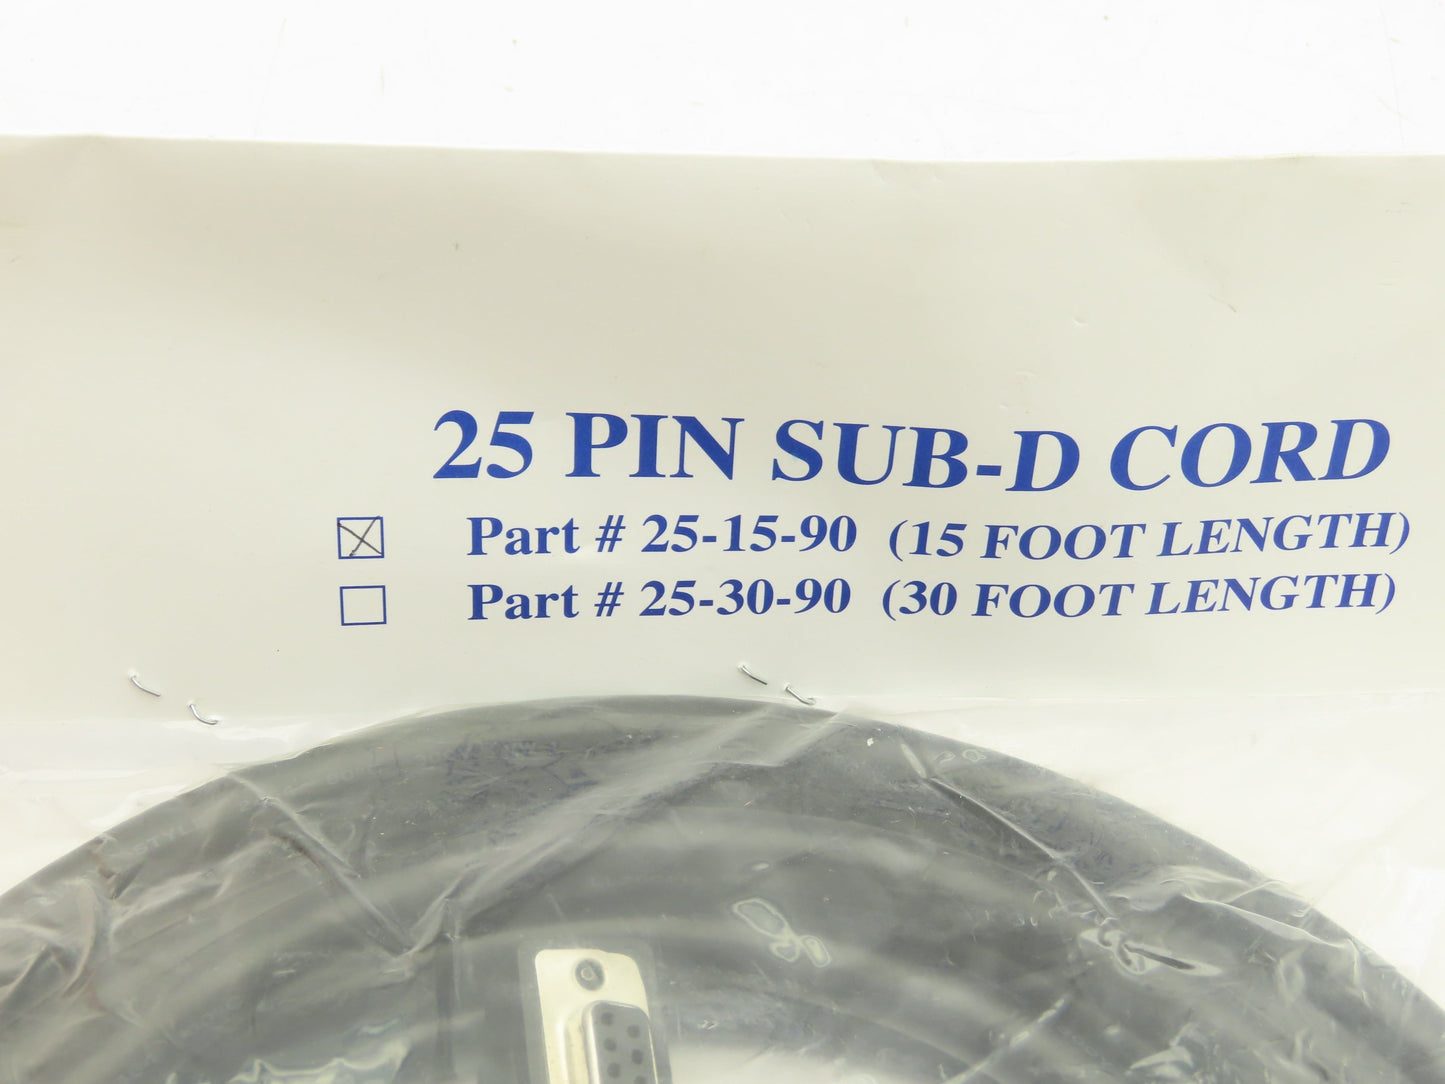 25 PIN SUB-D CORD
Part # 25-15-90 (15 FOOT LENGTH)
Part # 25-30-90 (30 FOOT LENGTH)